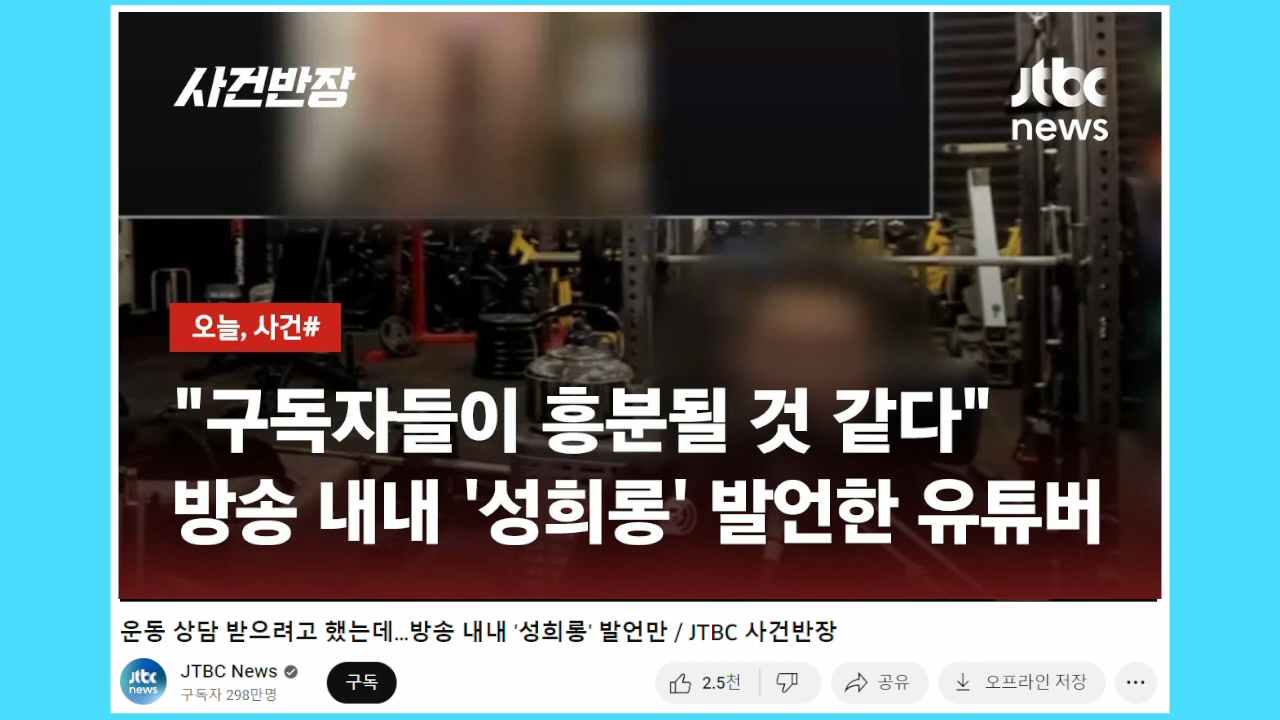 사건반장
jtbc
news
오늘, 사건#
"구독자들이 흥분될 것 같다"
방송 내내 '성희롱' 발언한 유튜버
운동 상담 받으려고 했는데...방송 내내 '성희롱' 발언만 / JTBC 사건반장
jtbc
news
JTBC News
구독자 298만명
구독
2.5천
공유
오프라인 저장